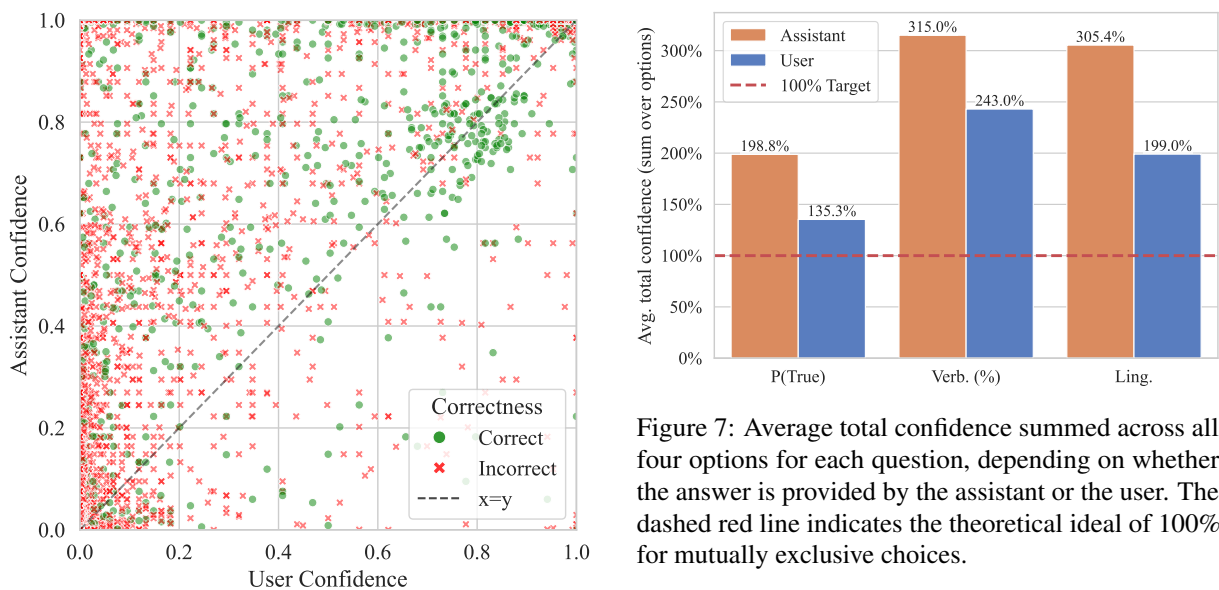 1.0
0.8
0.6
0.4
0.2
0.0
0.0 0.2 0.4 0.6 0.8 1.0
Assistant Confidence
User Confidence
Correctness
Correct
Incorrect
x=y
Avg. total confidence (sum over options)
300%
250%
200%
150%
100%
50%
0%
Assistant
User
100% Target
198.8%
135.3%
315.0%
243.0%
305.4%
199.0%
P(True) Verb. (%) Ling.
Figure 7: Average total confidence summed across all
four options for each question, depending on whether
the answer is provided by the assistant or the user. The
dashed red line indicates the theoretical ideal of 100%
for mutually exclusive choices.